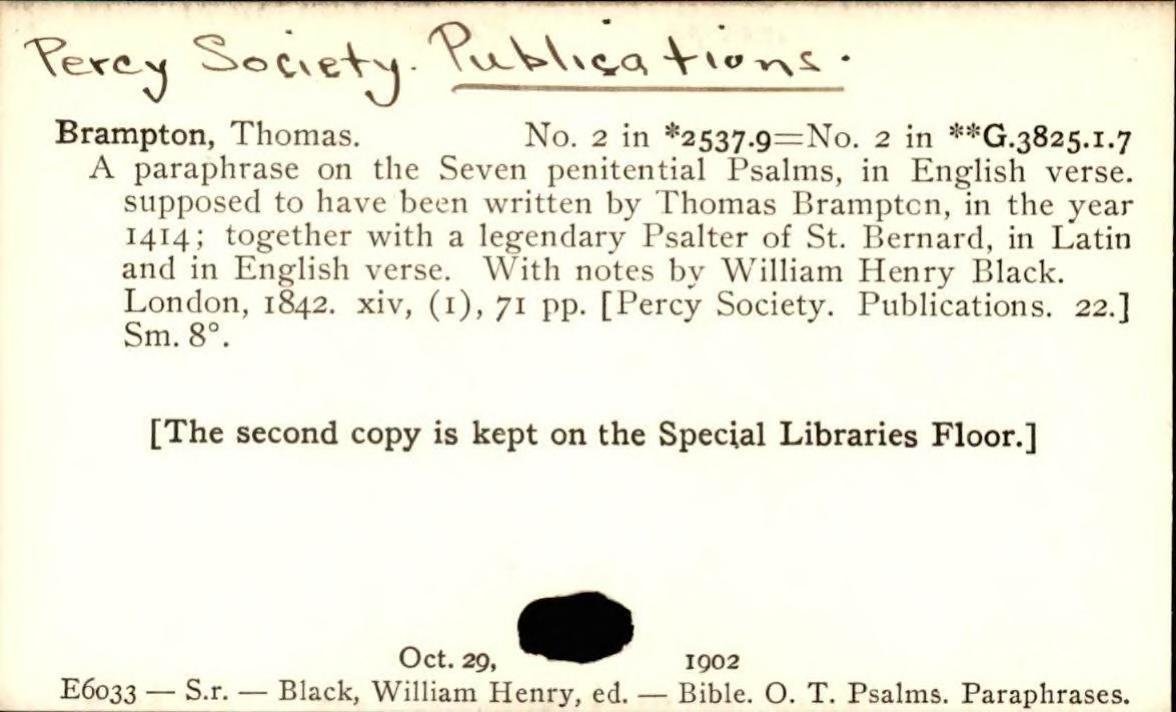 Percy Society. Publications.
Brampton, Thomas. No. 2 in *2537.9=No. 2 in **G.3825.1.7
A paraphrase on the Seven penitential Psalms, in English verse.
supposed to have been written by Thomas Brampton, in the year
1414; together with a legendary Psalter of St. Bernard, in Latin
and in English verse. With notes by William Henry Black.
London, 1842. xiv, (1), 71 pp. [Percy Society. Publications. 22.]
Sm. 8°.
[The second copy is kept on the Special Libraries Floor.]
Oct. 29, 1902
E6033 — S.r. — Black, William Henry, ed. — Bible. O. T. Psalms. Paraphrases.